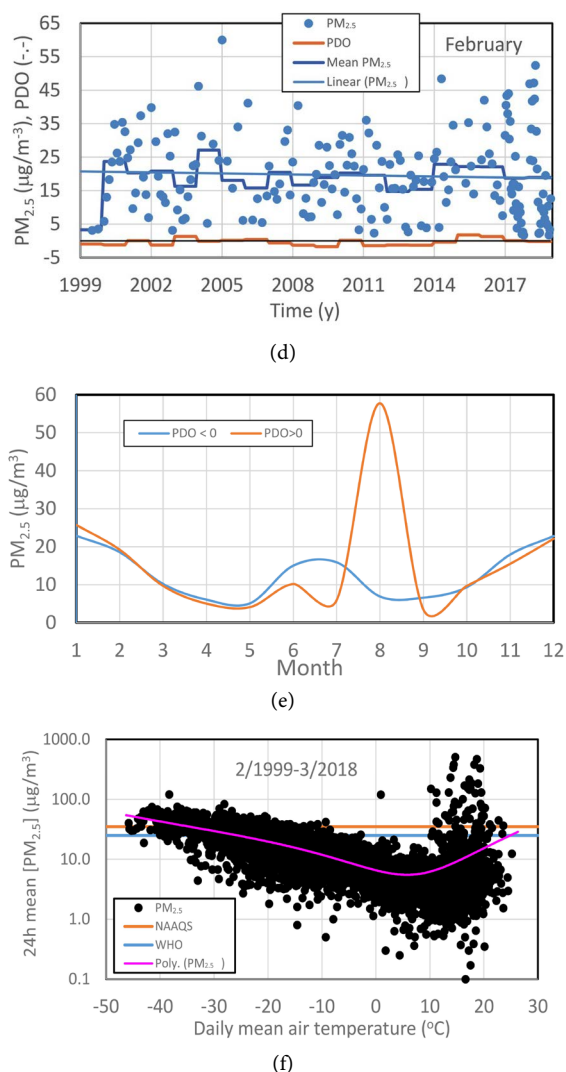 65
55
45
35
25
15
5
-5
PM2.5 (µg/m-3), PDO (-.-)
PM2.5
PDO
Mean PM2.5
Linear (PM2.5 )
February
1999 2002 2005 2008 2011 2014 2017
Time (y)
(d)
60
50
40
30
20
10
0
PM2.5 (µg/m3)
PDO < 0 PDO>0
1 2 3 4 5 6 7 8 9 10 11 12
Month
(e)
1000.0
100.0
10.0
1.0
0.1
24h mean [PM2.5] (µg/m3)
2/1999-3/2018
PM2.5
NAAQS
WHO
Poly. (PM2.5 )
-50 -40 -30 -20 -10 0 10 20 30
Daily mean air temperature (oC)
(f)